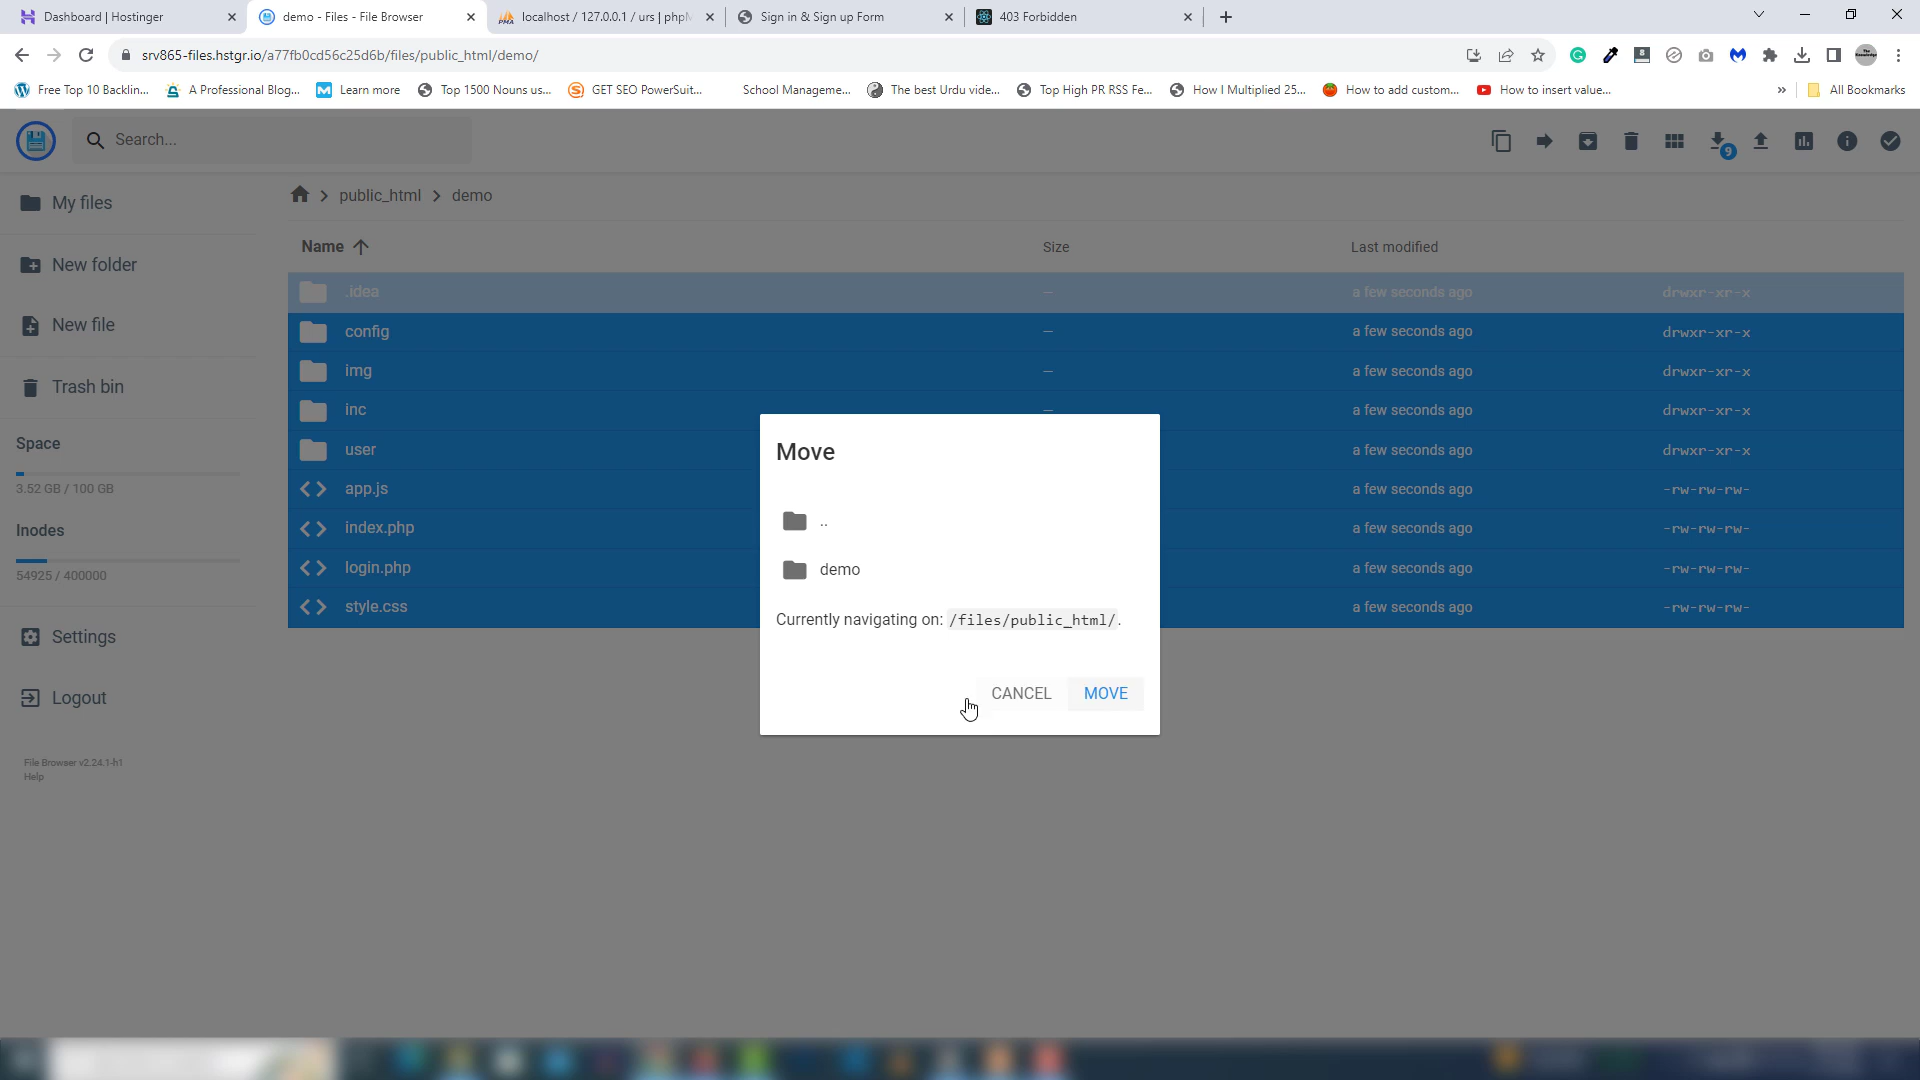 Dashboard | Hostinger
demo - Files - File Browser
localhost / 127.0.0.1 / urs | phpM
Sign in & Sign up Form
403 Forbidden
srv865-files.hstgr.io/a77fb0cd56c25d6b/files/public_html/demo/
Free Top 10 Backlin...
A Professional Blog...
Learn more
Top 1500 Nouns us...
GET SEO PowerSuit...
School Manageme...
The best Urdu vide...
Top High PR RSS Fe...
How I Multiplied 25...
How to add custom...
How to insert value...
»
All Bookmarks
Search...
9
My files
New folder
New file
Trash bin
Space
3.52 GB / 100 GB
Inodes
54925 / 400000
Settings
Logout
File Browser v2.24.1-h1
Help
public_html > demo
Name Size Last modified
.idea — a few seconds ago drwxr-xr-x
config — a few seconds ago drwxr-xr-x
img — a few seconds ago drwxr-xr-x
inc — a few seconds ago drwxr-xr-x
user a few seconds ago drwxr-xr-x
app.js a few seconds ago -rw-rw-rw-
index.php a few seconds ago -rw-rw-rw-
login.php a few seconds ago -rw-rw-rw-
style.css a few seconds ago -rw-rw-rw-
Move
..
demo
Currently navigating on: /files/public_html/.
CANCEL MOVE